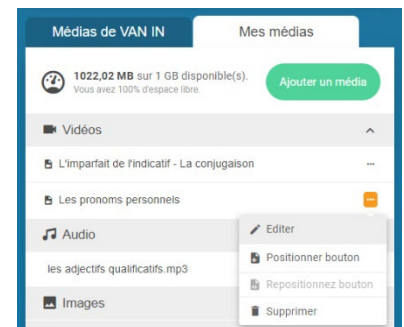 Médias de VAN IN
Mes médias
1022,02 MB sur 1 GB disponible(s).
Vous avez 100% d'espace libre.
Ajouter un média
Vidéos
L'imparfait de l'indicatif - La conjugaison
Les pronoms personnels
Editer
Audio
Positionner bouton
les adjectifs qualificatifs.mp3
Repositionnez bouton
Images
Supprimer